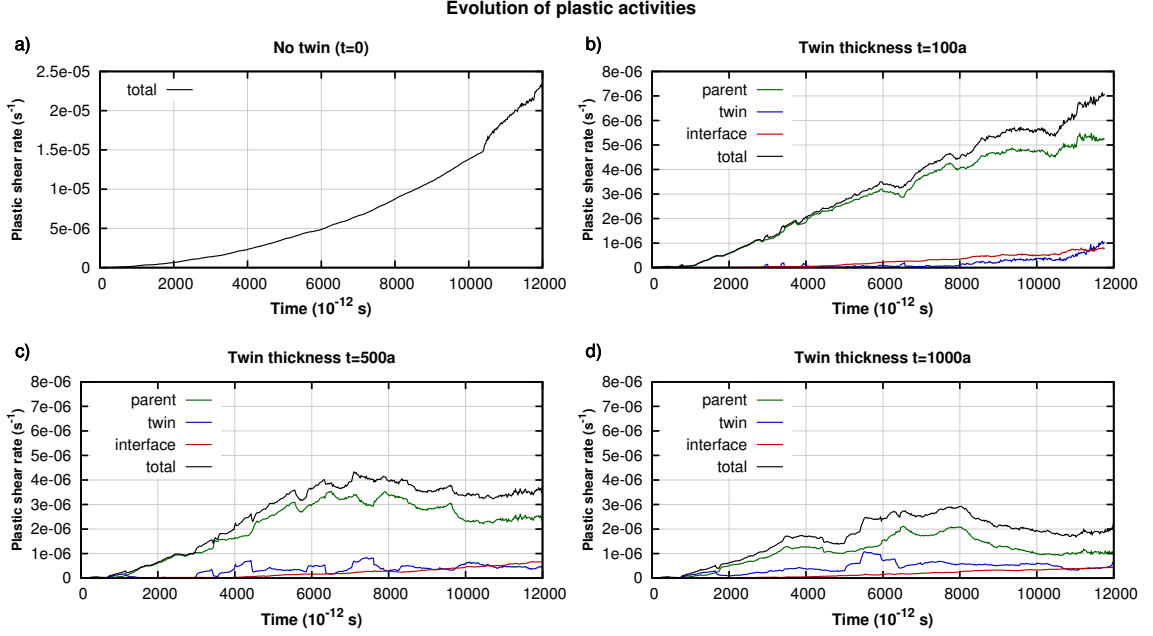 Evolution of plastic activities
a)
No twin (t=0)
Plastic shear rate (s⁻¹)
2.5e-05
2e-05
1.5e-05
1e-05
5e-06
0
total
0 2000 4000 6000 8000 10000 12000
Time (10⁻¹² s)
b)
Twin thickness t=100a
Plastic shear rate (s⁻¹)
8e-06
7e-06
6e-06
5e-06
4e-06
3e-06
2e-06
1e-06
0
parent
twin
interface
total
0 2000 4000 6000 8000 10000 12000
Time (10⁻¹² s)
c)
Twin thickness t=500a
Plastic shear rate (s⁻¹)
8e-06
7e-06
6e-06
5e-06
4e-06
3e-06
2e-06
1e-06
0
parent
twin
interface
total
0 2000 4000 6000 8000 10000 12000
Time (10⁻¹² s)
d)
Twin thickness t=1000a
Plastic shear rate (s⁻¹)
8e-06
7e-06
6e-06
5e-06
4e-06
3e-06
2e-06
1e-06
0
parent
twin
interface
total
0 2000 4000 6000 8000 10000 12000
Time (10⁻¹² s)